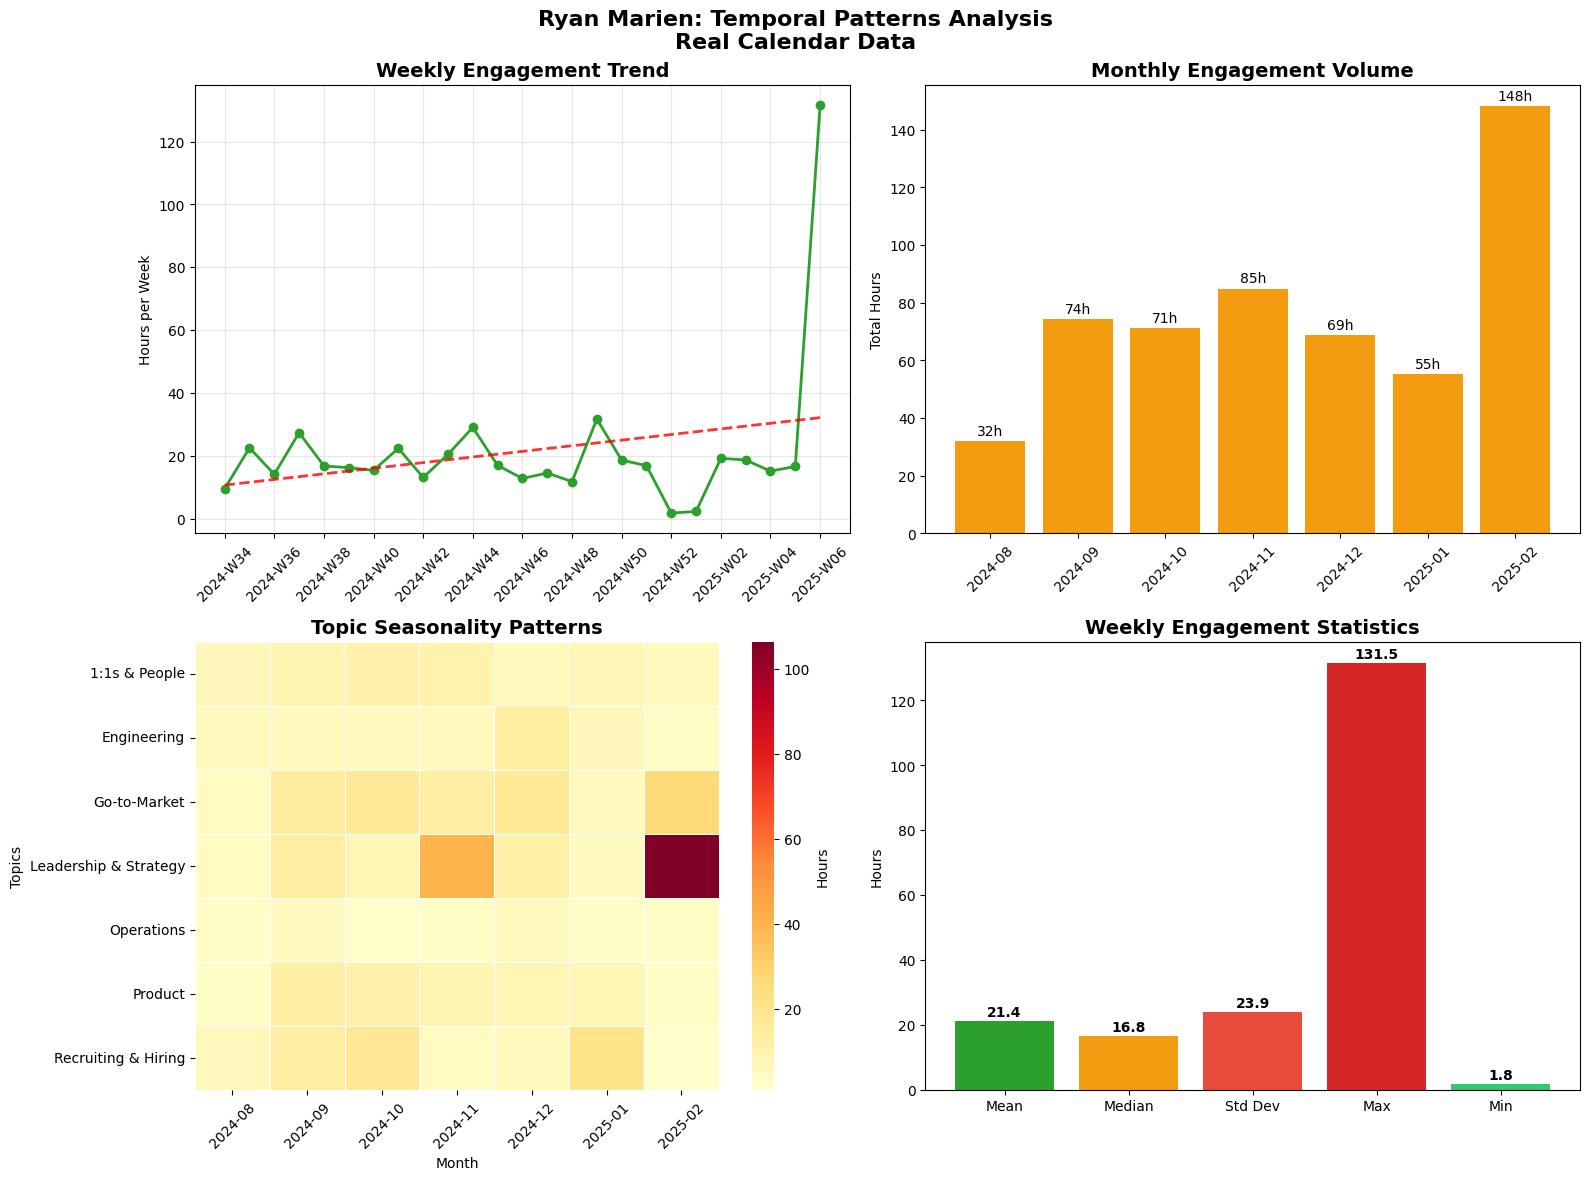 Ryan Marien: Temporal Patterns Analysis
Real Calendar Data
Weekly Engagement Trend
Hours per Week
120
100
80
60
40
20
0
2024-W34
2024-W36
2024-W38
2024-W40
2024-W42
2024-W44
2024-W46
2024-W48
2024-W50
2024-W52
2025-W02
2025-W04
2025-W06
Monthly Engagement Volume
Total Hours
140
120
100
80
60
40
20
0
32h
74h
71h
85h
69h
55h
148h
2024-08
2024-09
2024-10
2024-11
2024-12
2025-01
2025-02
Topic Seasonality Patterns
Topics
1:1s & People
Engineering
Go-to-Market
Leadership & Strategy
Operations
Product
Recruiting & Hiring
2024-08
2024-09
2024-10
2024-11
2024-12
2025-01
2025-02
Month
100
80
60
40
20
Hours
Weekly Engagement Statistics
Hours
120
100
80
60
40
20
0
21.4
16.8
23.9
131.5
1.8
Mean
Median
Std Dev
Max
Min